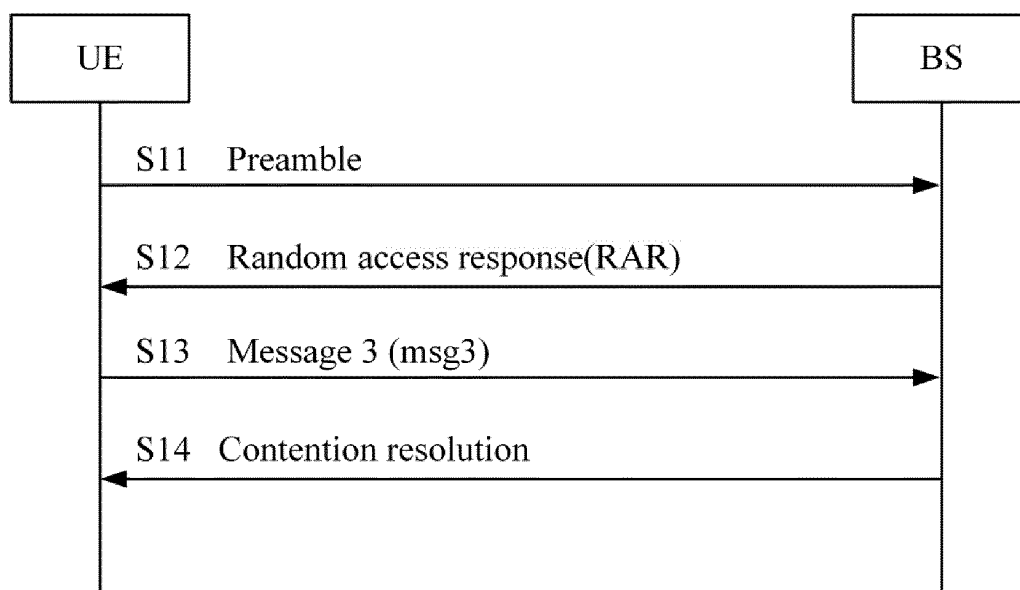 UE
BS
S11 Preamble
S12 Random access response(RAR)
S13 Message 3 (msg3)
S14 Contention resolution